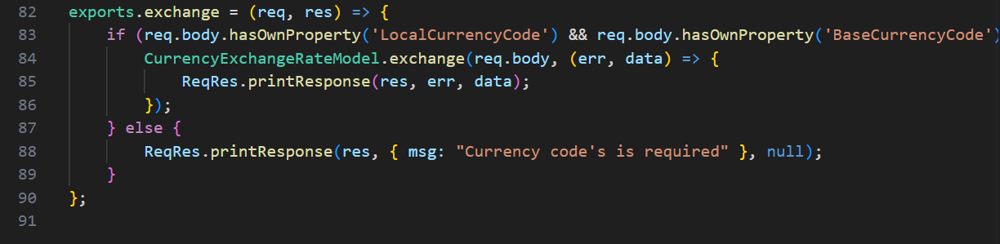 82 exports.exchange = (req, res) => {
83 if (req.body.hasOwnProperty('LocalCurrencyCode') && req.body.hasOwnProperty('BaseCurrencyCode')
84 CurrencyExchangeRateModel.exchange(req.body, (err, data) => {
85 ReqRes.printResponse(res, err, data);
86 });
87 } else {
88 ReqRes.printResponse(res, { msg: "Currency code's is required" }, null);
89 }
90 };
91